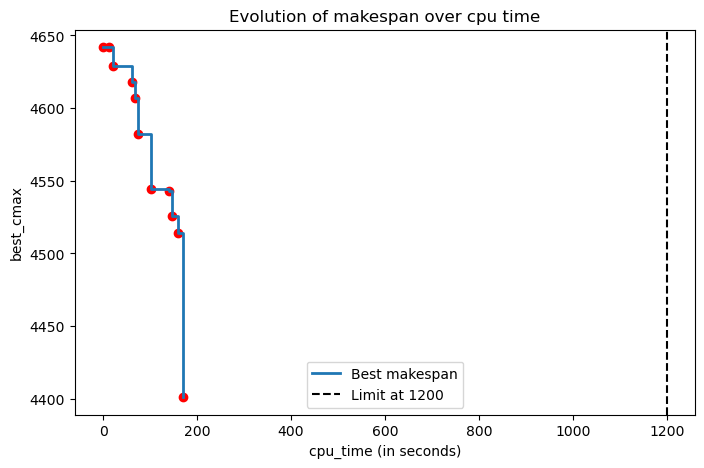 Evolution of makespan over cpu time
best_cmax
4650
4600
4550
4500
4450
4400
Best makespan
Limit at 1200
0
200
400
600
800
1000
1200
cpu_time (in seconds)